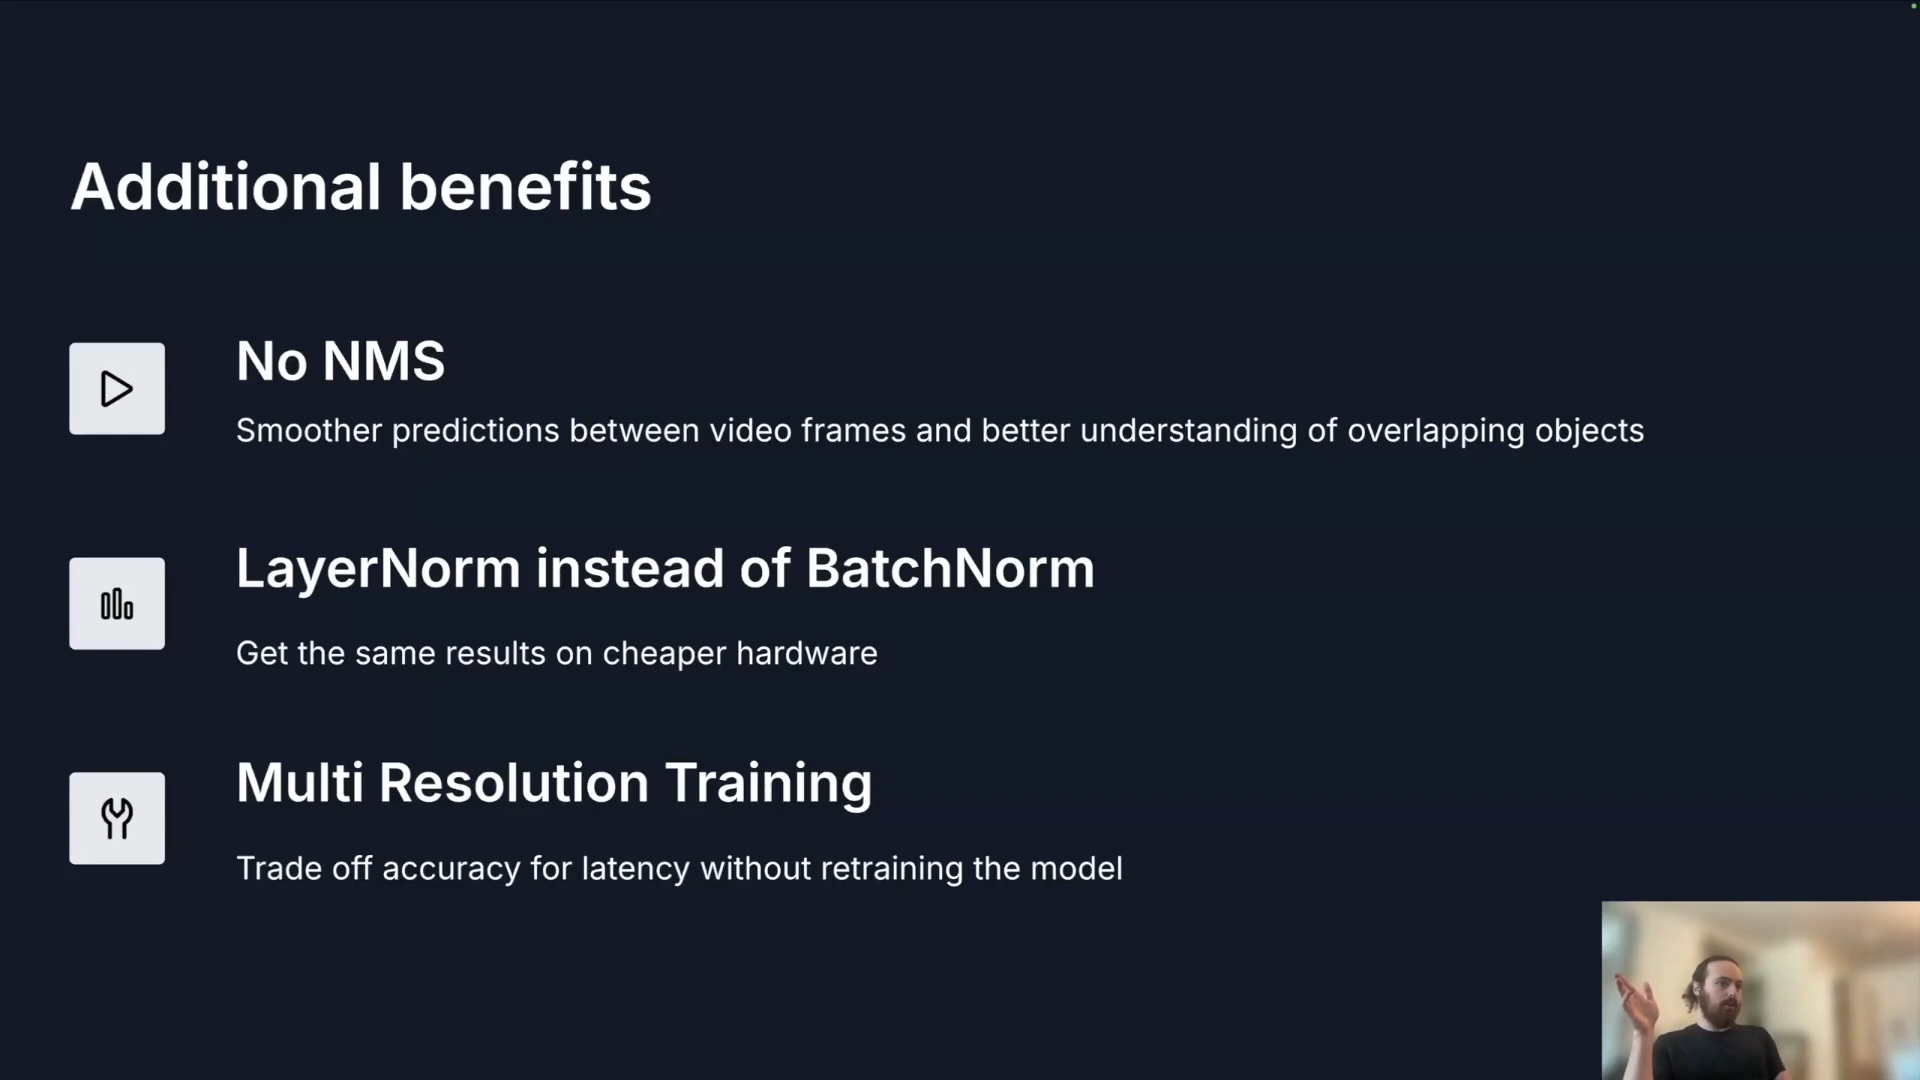 Additional benefits
No NMS
Smoother predictions between video frames and better understanding of overlapping objects
LayerNorm instead of BatchNorm
Get the same results on cheaper hardware
Multi Resolution Training
Trade off accuracy for latency without retraining the model